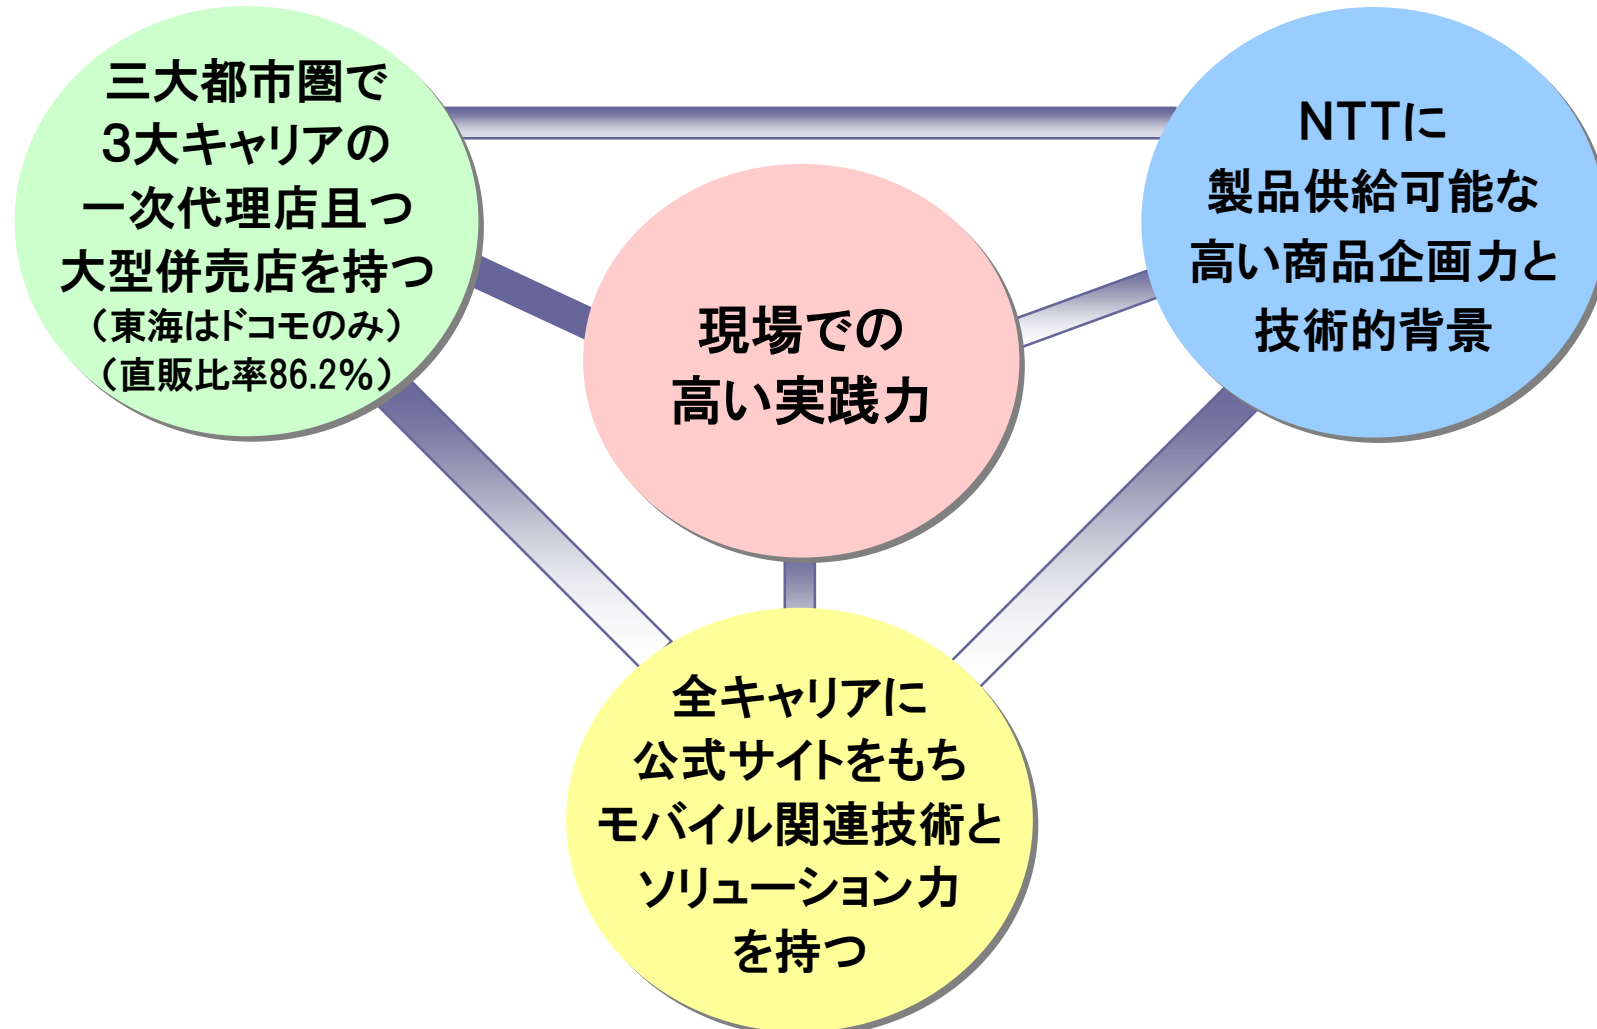 三大都市圏で
3大キャリアの
一次代理店且つ
大型併売店を持つ
（東海はドコモのみ）
（直販比率86.2%）
NTTに
製品供給可能な
高い商品企画力と
技術的背景
現場での
高い実践力
全キャリアに
公式サイトをもち
モバイル関連技術と
ソリューション力
を持つ